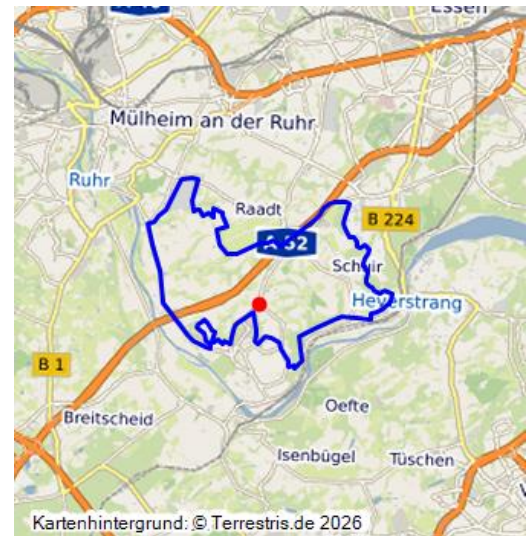 Essen
Mülheim an der Ruhr
Ruhr
Raadt
B 224
A 52
Schuir
Heyerstrang
B 1
Breitscheid
Oefte
Isenbügel
Tüschen
Kartenhintergrund: © Terrestris.de 2026